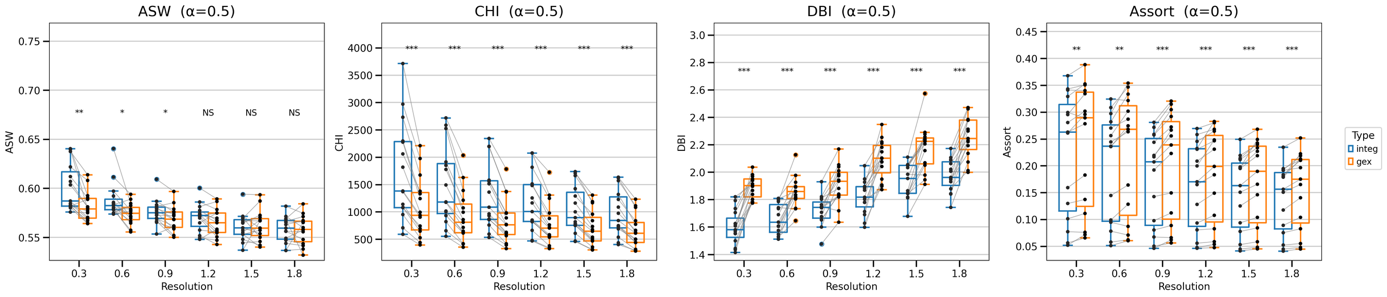 ASW (α=0.5)
ASW
0.75
0.70
0.65
0.60
0.55
** * * NS NS NS
0.3 0.6 0.9 1.2 1.5 1.8
Resolution
CHI (α=0.5)
CHI
4000
3500
3000
2500
2000
1500
1000
500
*** *** *** *** *** ***
0.3 0.6 0.9 1.2 1.5 1.8
Resolution
DBI (α=0.5)
DBI
3.0
2.8
2.6
2.4
2.2
2.0
1.8
1.6
1.4
*** *** *** *** *** ***
0.3 0.6 0.9 1.2 1.5 1.8
Resolution
Assort (α=0.5)
Assort
0.45
0.40
0.35
0.30
0.25
0.20
0.15
0.10
0.05
** ** *** *** *** ***
0.3 0.6 0.9 1.2 1.5 1.8
Resolution
Type
integ
gex